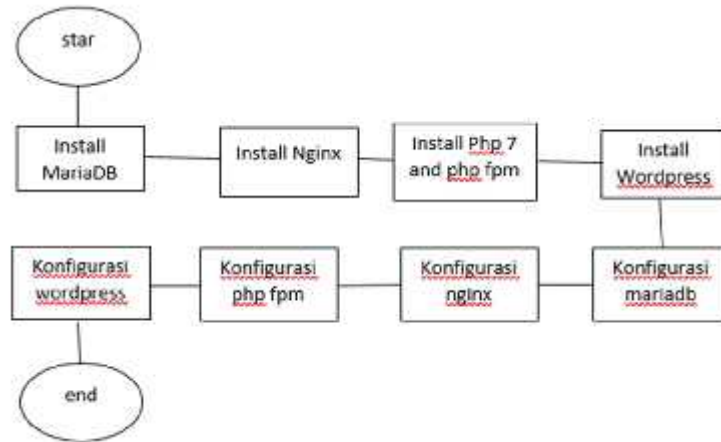 star
Install
MariaDB
Install Nginx
Install Php 7
and php fpm
Install
Wordpress
Konfigurasi
mariadb
Konfigurasi
nginx
Konfigurasi
php fpm
Konfigurasi
wordpress
end